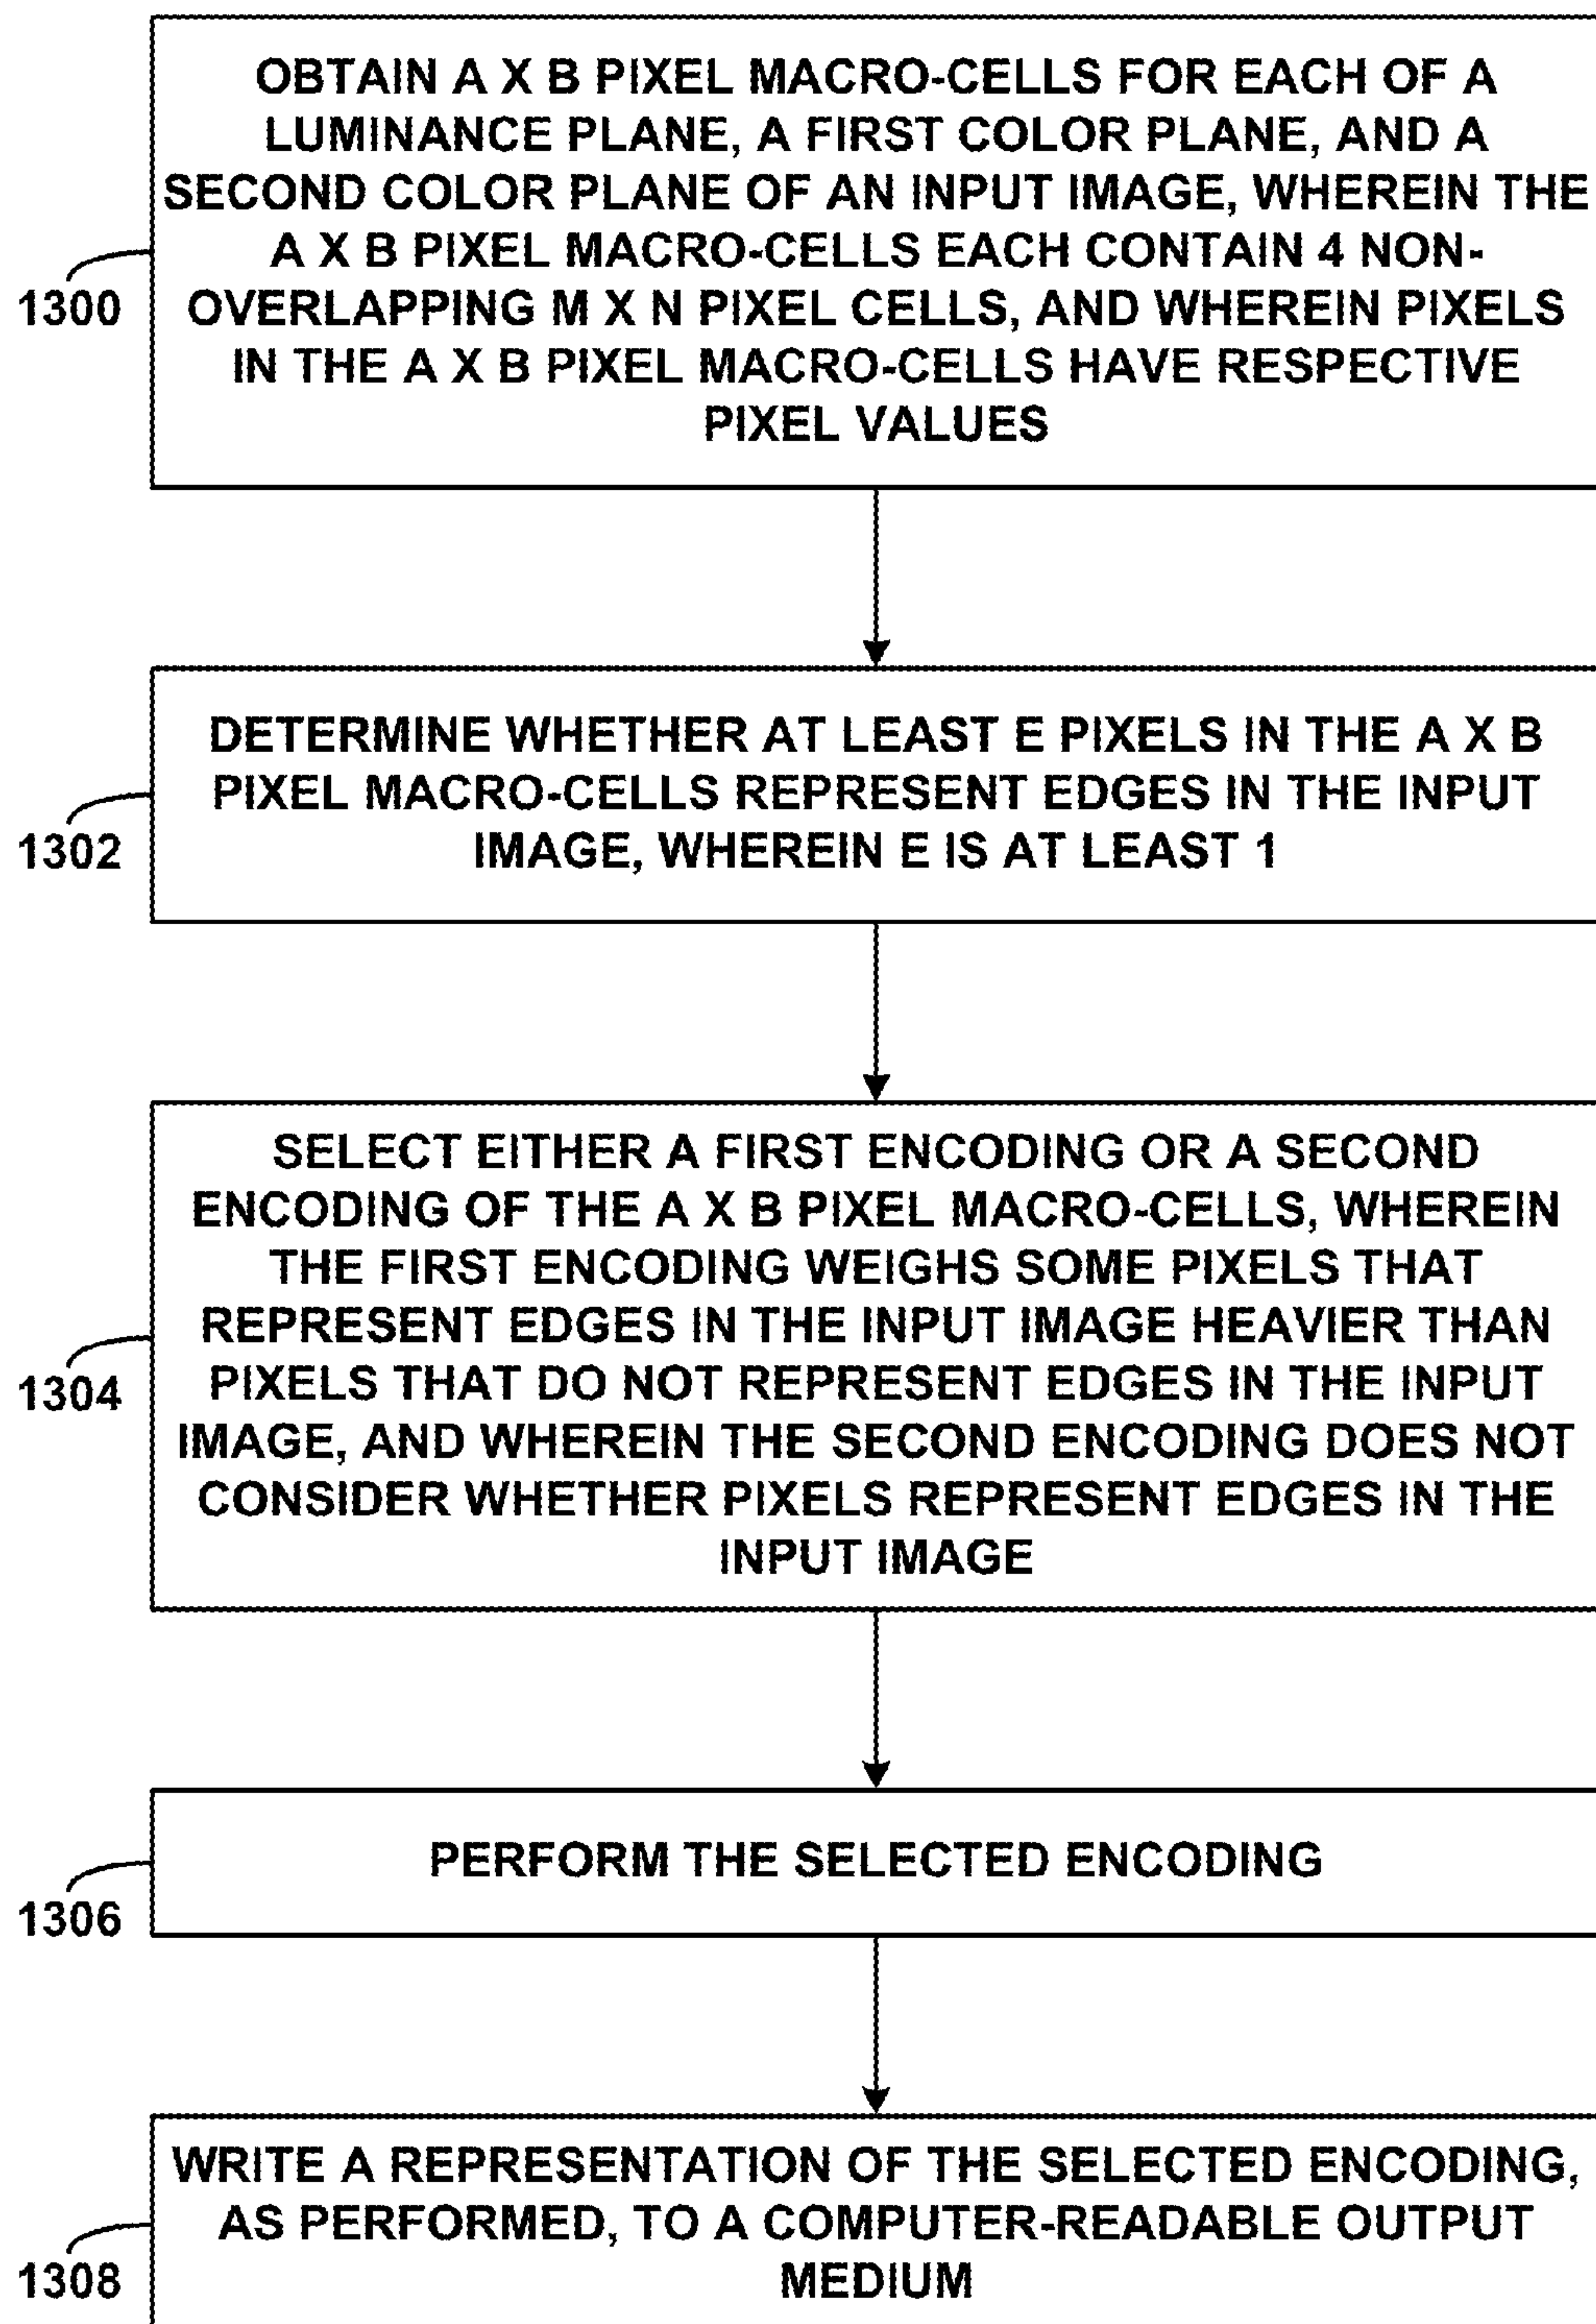 OBTAIN A X B PIXEL MACRO-CELLS FOR EACH OF A
LUMINANCE PLANE, A FIRST COLOR PLANE, AND A
SECOND COLOR PLANE OF AN INPUT IMAGE, WHEREIN THE
A X B PIXEL MACRO-CELLS EACH CONTAIN 4 NON-
OVERLAPPING M X N PIXEL CELLS, AND WHEREIN PIXELS
IN THE A X B PIXEL MACRO-CELLS HAVE RESPECTIVE
PIXEL VALUES
1300
DETERMINE WHETHER AT LEAST E PIXELS IN THE A X B
PIXEL MACRO-CELLS REPRESENT EDGES IN THE INPUT
IMAGE, WHEREIN E IS AT LEAST 1
1302
SELECT EITHER A FIRST ENCODING OR A SECOND
ENCODING OF THE A X B PIXEL MACRO-CELLS, WHEREIN
THE FIRST ENCODING WEIGHS SOME PIXELS THAT
REPRESENT EDGES IN THE INPUT IMAGE HEAVIER THAN
PIXELS THAT DO NOT REPRESENT EDGES IN THE INPUT
IMAGE, AND WHEREIN THE SECOND ENCODING DOES NOT
CONSIDER WHETHER PIXELS REPRESENT EDGES IN THE
INPUT IMAGE
1304
PERFORM THE SELECTED ENCODING
1306
WRITE A REPRESENTATION OF THE SELECTED ENCODING,
AS PERFORMED, TO A COMPUTER-READABLE OUTPUT
MEDIUM
1308